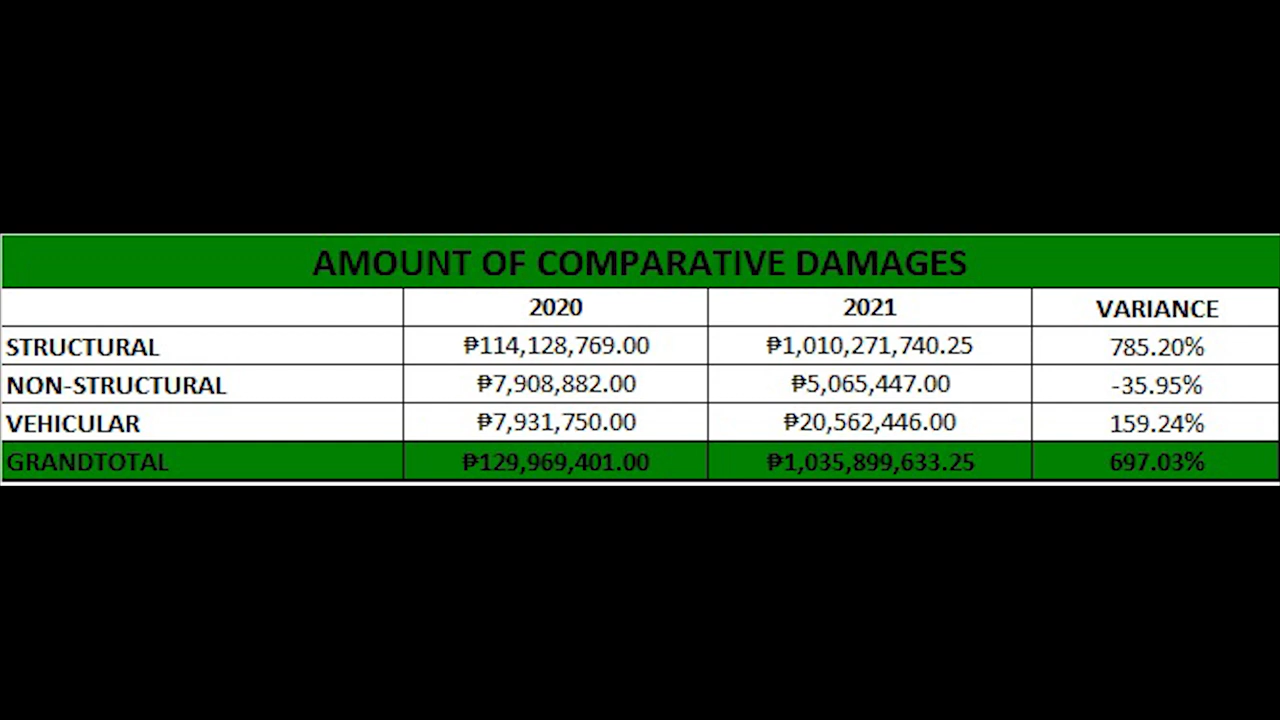 AMOUNT OF COMPARATIVE DAMAGES
2020 2021 VARIANCE
STRUCTURAL ₱114,128,769.00 ₱1,010,271,740.25 785.20%
NON-STRUCTURAL ₱7,908,882.00 ₱5,065,447.00 -35.95%
VEHICULAR ₱7,931,750.00 ₱20,562,446.00 159.24%
GRANDTOTAL ₱129,969,401.00 ₱1,035,899,633.25 697.03%